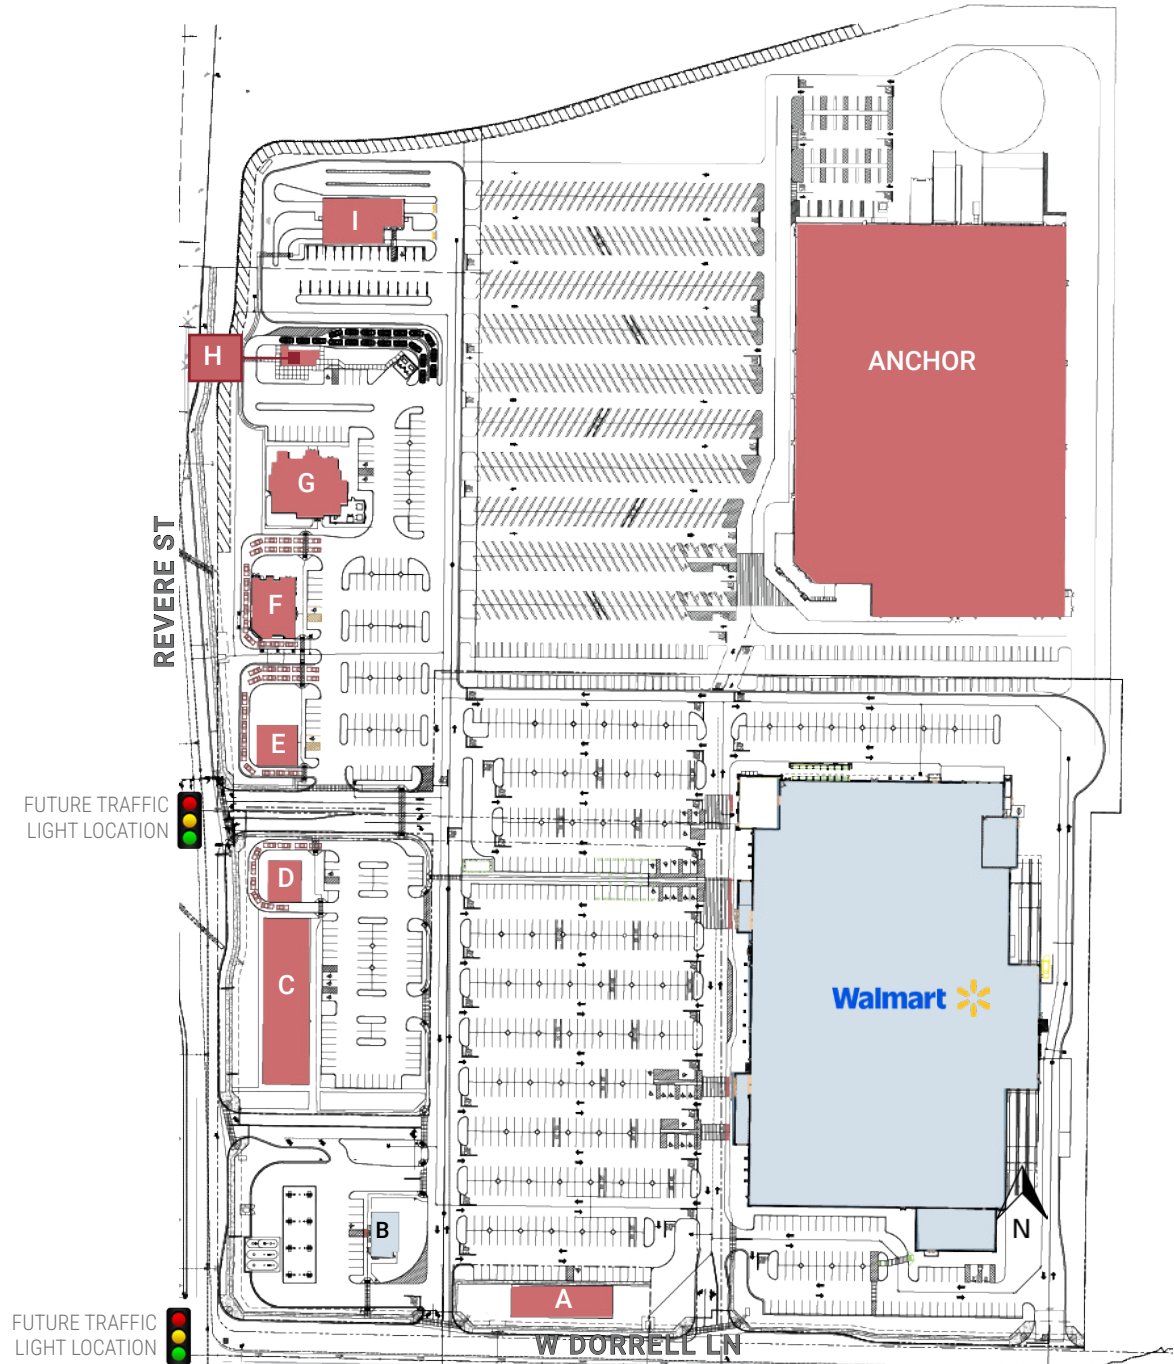 I
H
ANCHOR
G
REVERE ST
F
E
FUTURE TRAFFIC
LIGHT LOCATION
D
C
Walmart
B
N
A
FUTURE TRAFFIC
LIGHT LOCATION
W DORRELL LN